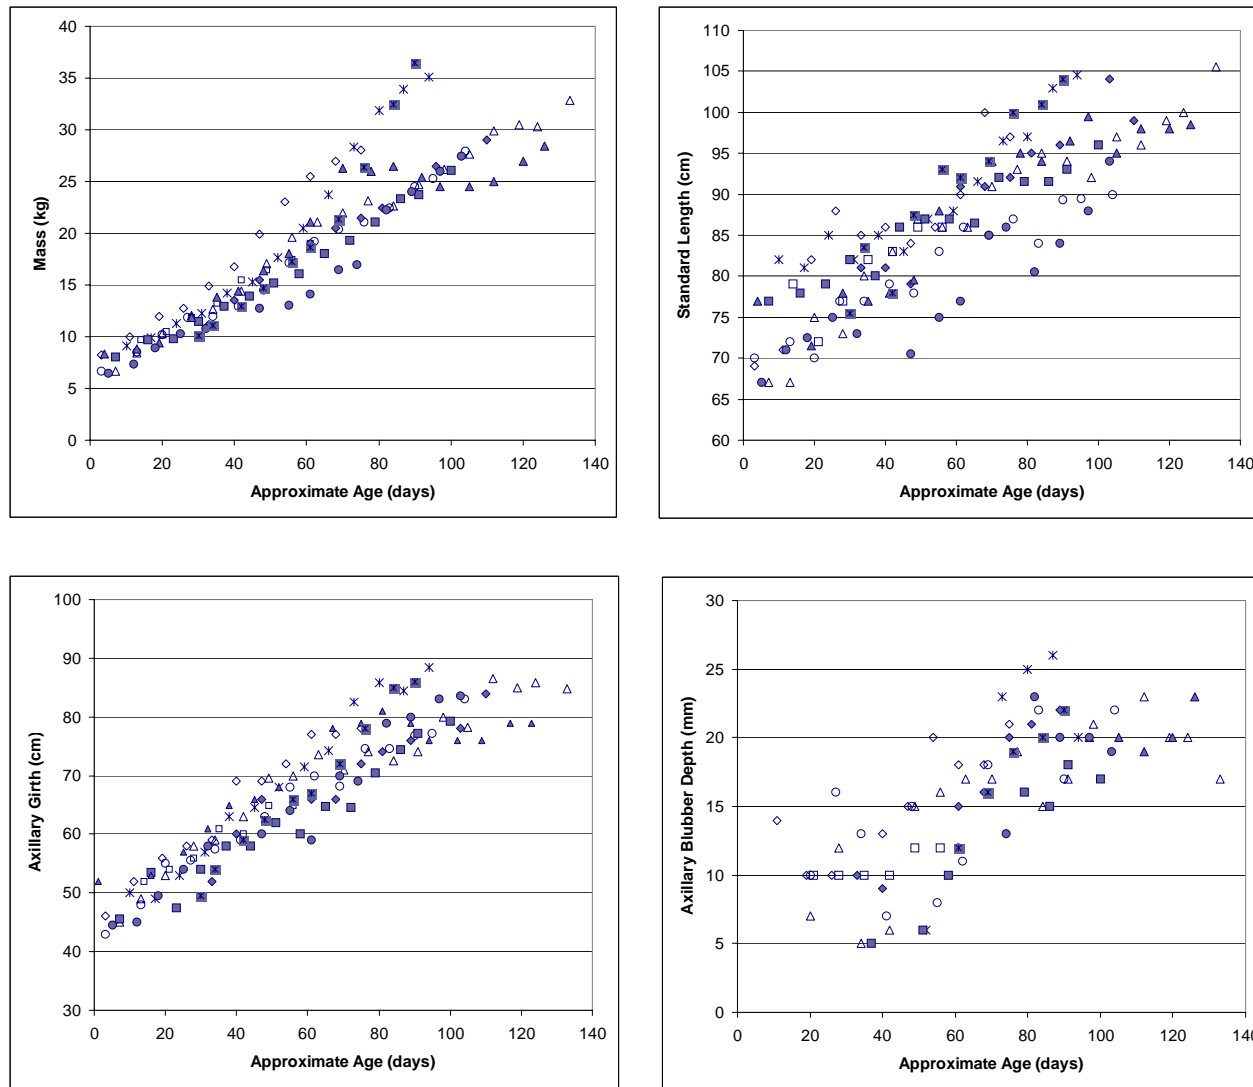 40
35
30
25
20
15
10
5
0
Mass (kg)
0 20 40 60 80 100 120 140
Approximate Age (days)
110
105
100
95
90
85
80
75
70
65
60
Standard Length (cm)
0 20 40 60 80 100 120 140
Approximate Age (days)
100
90
80
70
60
50
40
30
Axillary Girth (cm)
0 20 40 60 80 100 120 140
Approximate Age (days)
30
25
20
15
10
5
0
Axillary Blubber Depth (mm)
0 20 40 60 80 100 120 140
Approximate Age (days)